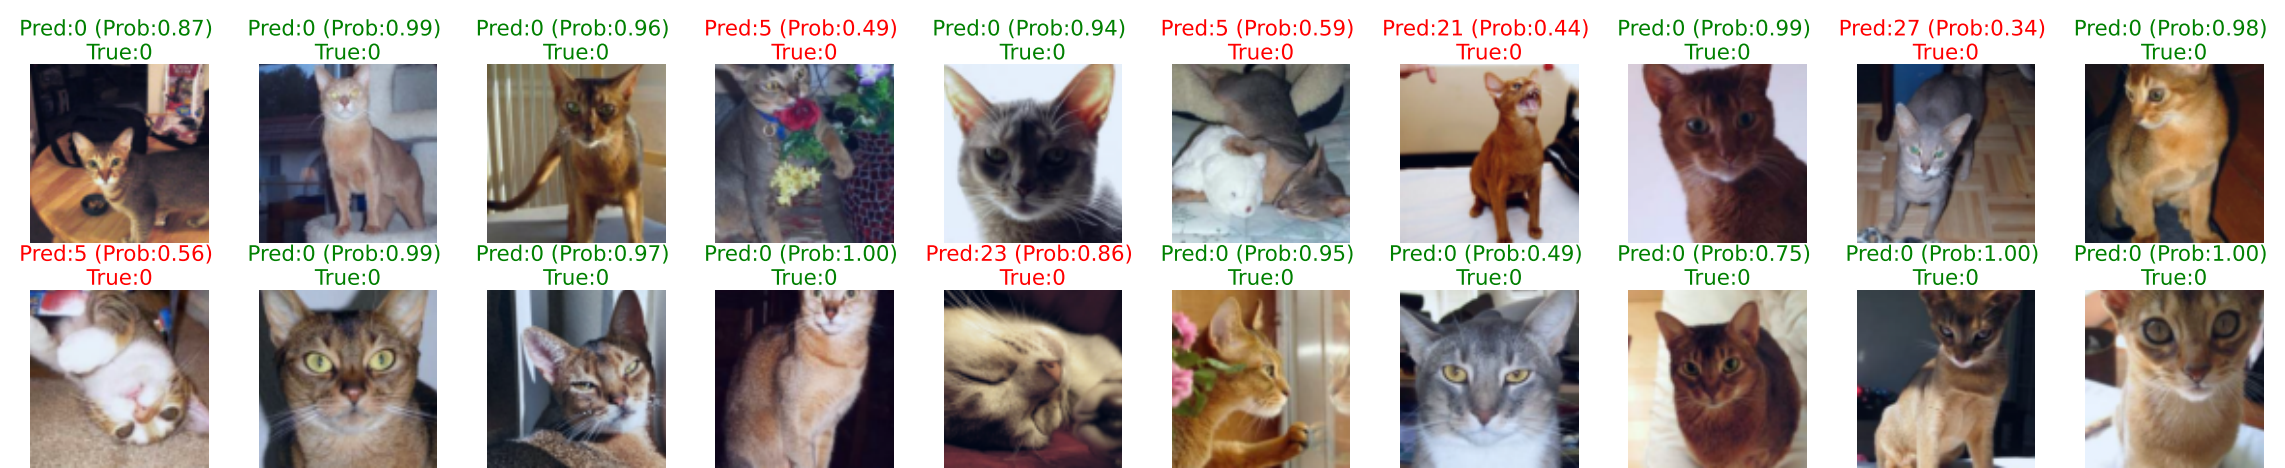 Pred:0 (Prob:0.87)
True:0
Pred:0 (Prob:0.99)
True:0
Pred:0 (Prob:0.96)
True:0
Pred:5 (Prob:0.49)
True:0
Pred:0 (Prob:0.94)
True:0
Pred:5 (Prob:0.59)
True:0
Pred:21 (Prob:0.44)
True:0
Pred:0 (Prob:0.99)
True:0
Pred:27 (Prob:0.34)
True:0
Pred:0 (Prob:0.98)
True:0
Pred:5 (Prob:0.56)
True:0
Pred:0 (Prob:0.99)
True:0
Pred:0 (Prob:0.97)
True:0
Pred:0 (Prob:1.00)
True:0
Pred:23 (Prob:0.86)
True:0
Pred:0 (Prob:0.95)
True:0
Pred:0 (Prob:0.49)
True:0
Pred:0 (Prob:0.75)
True:0
Pred:0 (Prob:1.00)
True:0
Pred:0 (Prob:1.00)
True:0